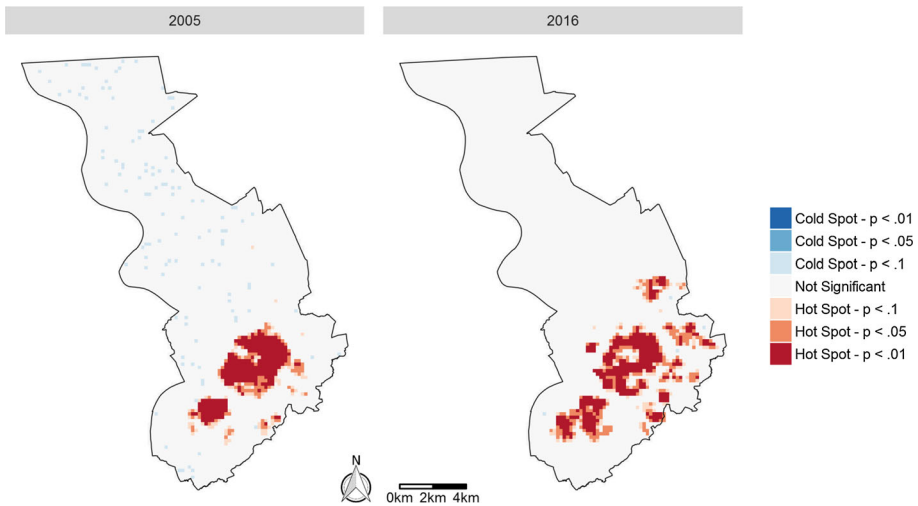 2005
2016
Cold Spot - p < .01
Cold Spot - p < .05
Cold Spot - p < .1
Not Significant
Hot Spot - p < .1
Hot Spot - p < .05
Hot Spot - p < .01
N
0km 2km 4km